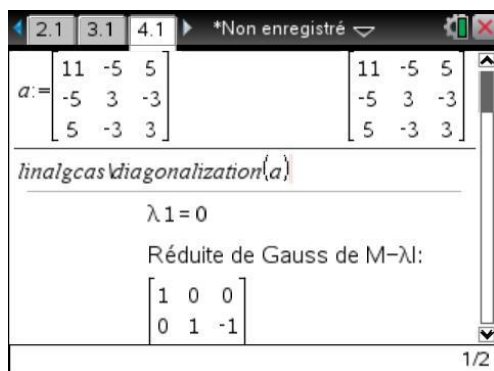 2.1 3.1 4.1 *Non enregistré
a:= [11 -5 5 [11 -5 5
-5 3 -3 -5 3 -3
5 -3 3] 5 -3 3]
linalgcas\diagonalization(a)
λ1=0
Réduite de Gauss de M-λI:
1 0 0
0 1 -1
1/2